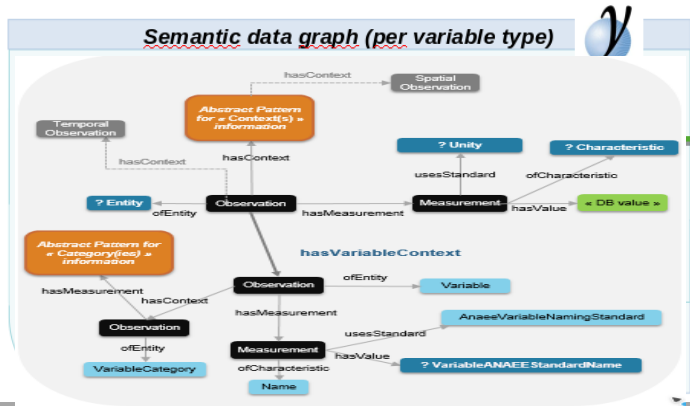 Semantic data graph (per variable type)
γ
hasContext
Spatial
Observation
Abstract Pattern
for « Context(s) »
information
Temporal
Observation
hasContext
hasContext
? Unity
? Characteristic
usesStandard
ofCharacteristic
? Entity
ofEntity
Observation
hasMeasurement
Measurement
hasValue
« DB value »
Abstract Pattern for
« Category(ies) »
information
hasVariableContext
hasMeasurement
hasContext
Observation
ofEntity
Variable
hasMeasurement
AnaeeVariableNamingStandard
Observation
usesStandard
ofEntity
Measurement
hasValue
? VariableANAEEStandardName
VariableCategory
ofCharacteristic
Name